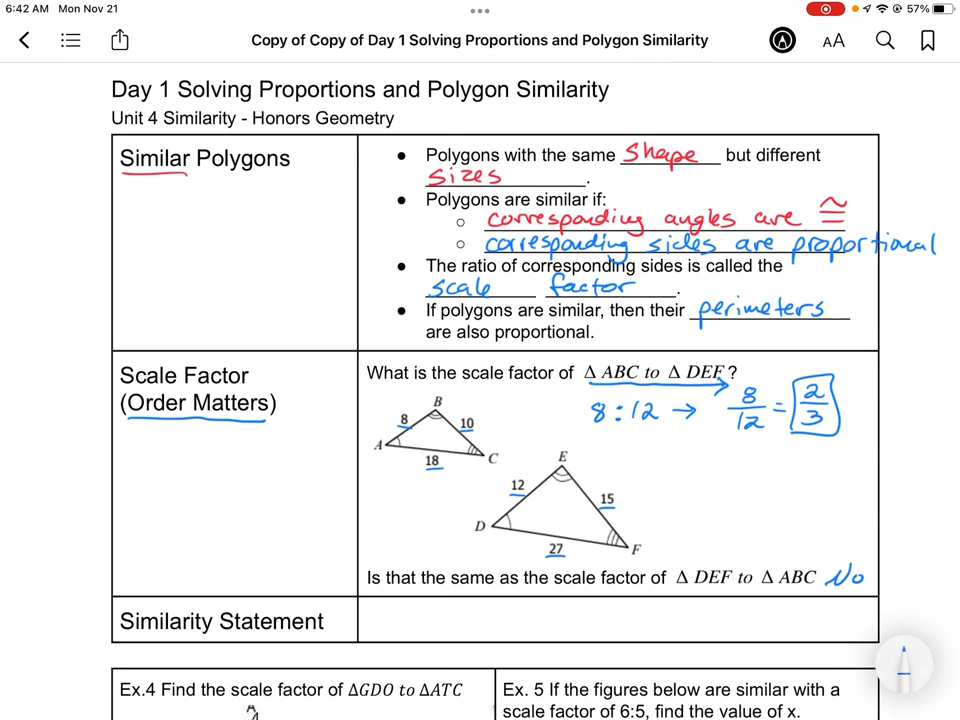 6:42 AM Mon Nov 21
57%
Copy of Copy of Day 1 Solving Proportions and Polygon Similarity
AA
Day 1 Solving Proportions and Polygon Similarity
Unit 4 Similarity - Honors Geometry
Similar Polygons
• Polygons with the same shape but different
sizes.
• Polygons are similar if:
○ corresponding angles are ≅
○ corresponding sides are proportional
• The ratio of corresponding sides is called the
scale factor.
• If polygons are similar, then their perimeters
are also proportional.
Scale Factor
(Order Matters)
What is the scale factor of Δ ABC to Δ DEF?
8:12 → 8/12 = 2/3
B
8
10
A
18
C
E
12
15
D
27
F
Is that the same as the scale factor of Δ DEF to Δ ABC No
Similarity Statement
Ex.4 Find the scale factor of ΔGDO to ΔATC
Ex. 5 If the figures below are similar with a
scale factor of 6:5, find the value of x.